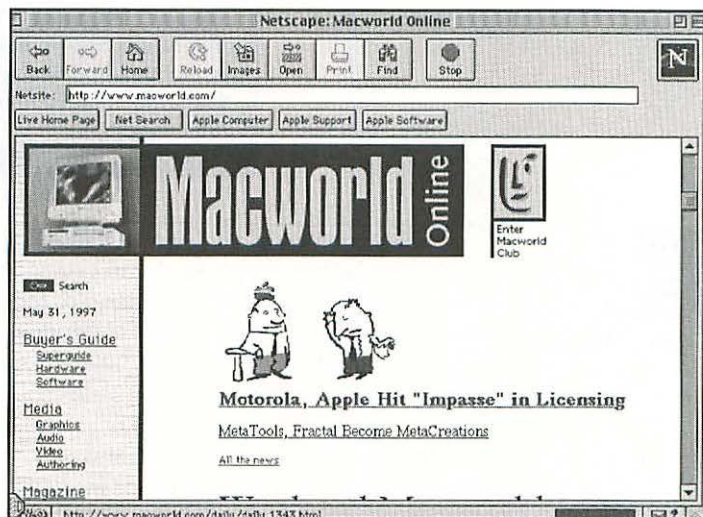 Netscape: Macworld Online
Back Forward Home Reload Images Open Print Find Stop
N
Netsite: http://www.macworld.com/
Live Home Page Net Search Apple Computer Apple Support Apple Software
Macworld Online
Enter
Macworld
Club
Search
May 31, 1997
Buyer's Guide
Superguide
Hardware
Software
Media
Graphics
Audio
Video
Authoring
Magazine
Motorola, Apple Hit "Impasse" in Licensing
MetaTools, Fractal Become MetaCreations
All the news
http://www.macworld.com/daily/daily.1343.html